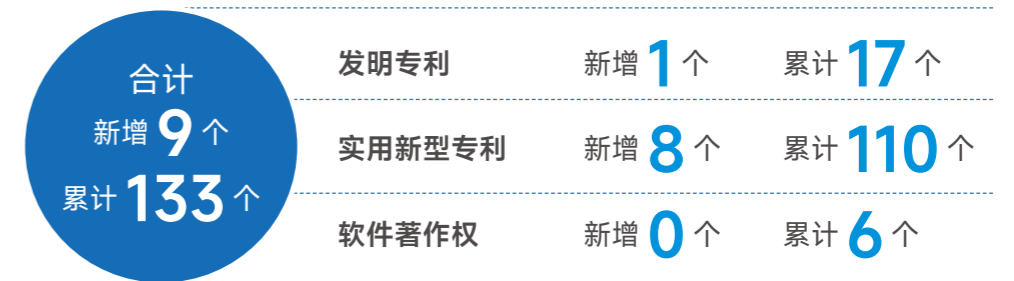 合计
新增 9 个
累计 133 个
发明专利 新增 1 个 累计 17 个
实用新型专利 新增 8 个 累计 110 个
软件著作权 新增 0 个 累计 6 个